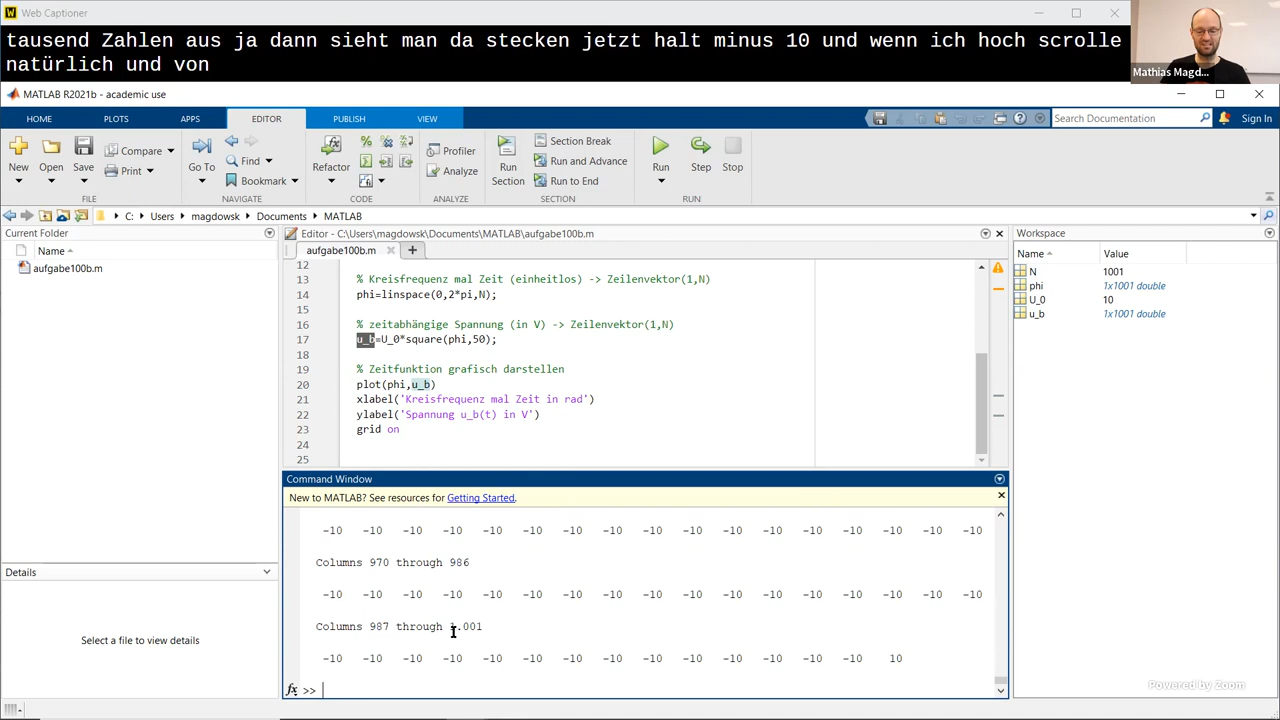 Web Captioner
tausend Zahlen aus ja dann sieht man da stecken jetzt halt minus 10 und wenn ich hoch scrolle
natürlich und von
Mathias Magd...
MATLAB R2021b - academic use
HOME PLOTS APPS EDITOR PUBLISH VIEW
Search Documentation
Sign In
New Open Save
Compare
Print
Go To
Find
Bookmark
Refactor
Profiler
Analyze
Run Section
Section Break
Run and Advance
Run to End
Run Step Stop
FILE NAVIGATE CODE ANALYZE SECTION RUN
C: Users magdowsk Documents MATLAB
Current Folder
Name
aufgabe100b.m
Details
Select a file to view details
Editor - C:\Users\magdowsk\Documents\MATLAB\aufgabe100b.m
aufgabe100b.m
12
13 % Kreisfrequenz mal Zeit (einheitlos) -> Zeilenvektor(1,N)
14 phi=linspace(0,2*pi,N);
15
16 % zeitabhängige Spannung (in V) -> Zeilenvektor(1,N)
17 u_b=U_0*square(phi,50);
18
19 % Zeitfunktion grafisch darstellen
20 plot(phi,u_b)
21 xlabel('Kreisfrequenz mal Zeit in rad')
22 ylabel('Spannung u_b(t) in V')
23 grid on
24
25
Command Window
New to MATLAB? See resources for Getting Started.
-10 -10 -10 -10 -10 -10 -10 -10 -10 -10 -10 -10 -10 -10 -10 -10 -10
Columns 970 through 986
-10 -10 -10 -10 -10 -10 -10 -10 -10 -10 -10 -10 -10 -10 -10 -10 -10
Columns 987 through 1.001
-10 -10 -10 -10 -10 -10 -10 -10 -10 -10 -10 -10 -10 -10 10
fx >>
Workspace
Name Value
N 1001
phi 1x1001 double
U_0 10
u_b 1x1001 double
Powered by Zoom